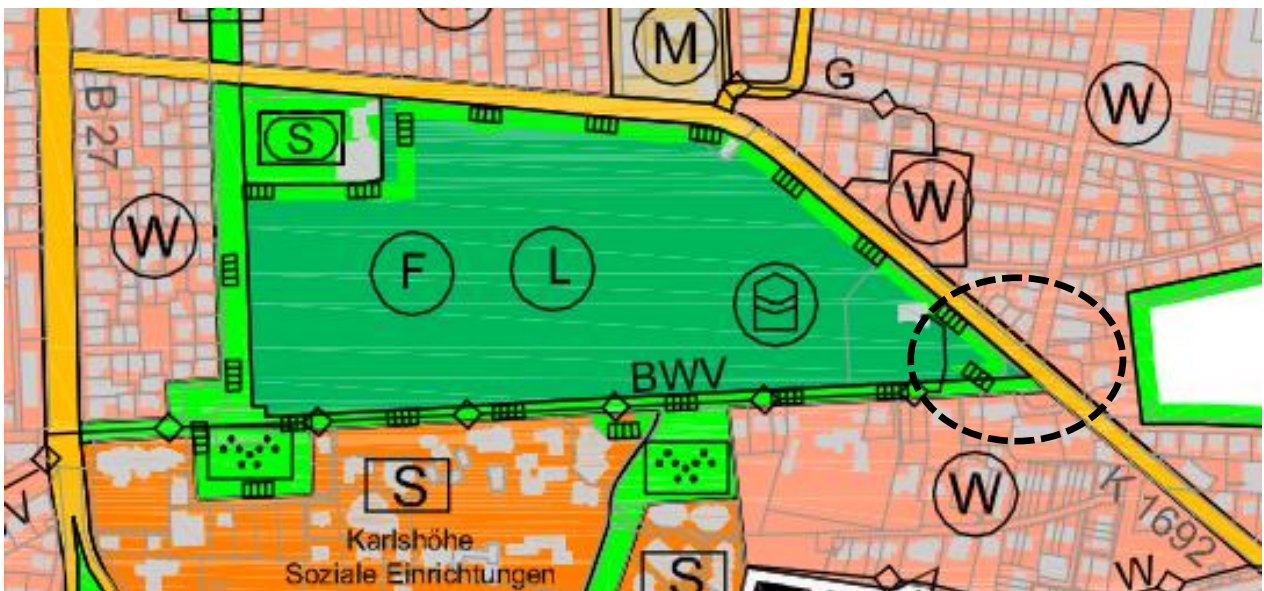 M
G
B 27
S
W
W
W
F
L
BWV
S
W
K 1692
Karlshöhe
Soziale Einrichtungen
S
W